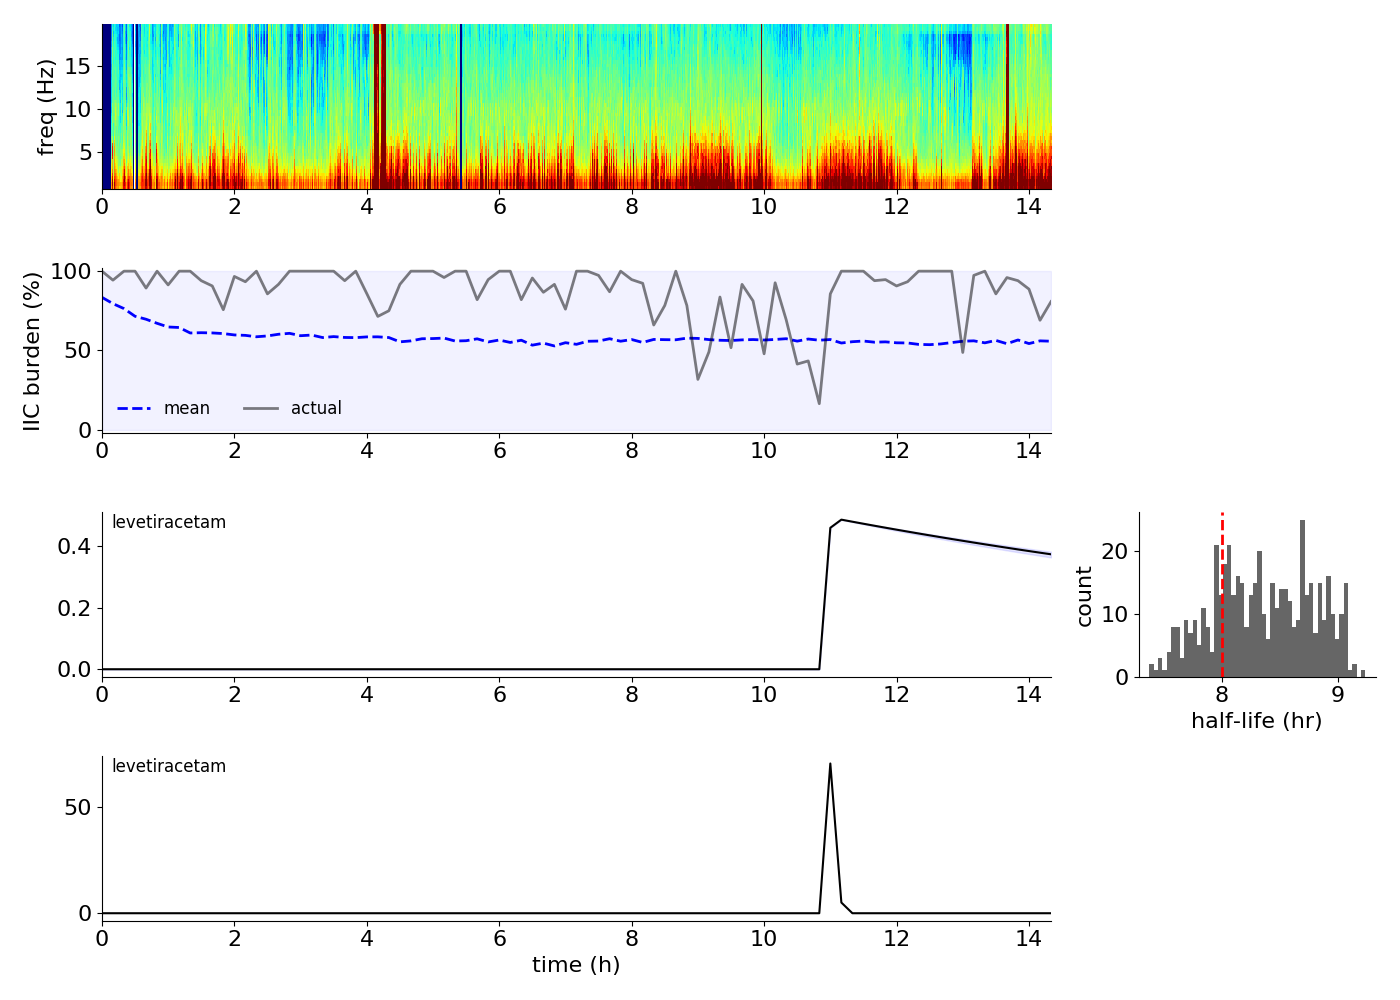 freq (Hz)
15
10
5
0 2 4 6 8 10 12 14
IIC burden (%)
100
50
0
mean actual
0 2 4 6 8 10 12 14
levetiracetam
0.4
0.2
0.0
0 2 4 6 8 10 12 14
count
20
10
0
8 9
half-life (hr)
levetiracetam
50
0
0 2 4 6 8 10 12 14
time (h)